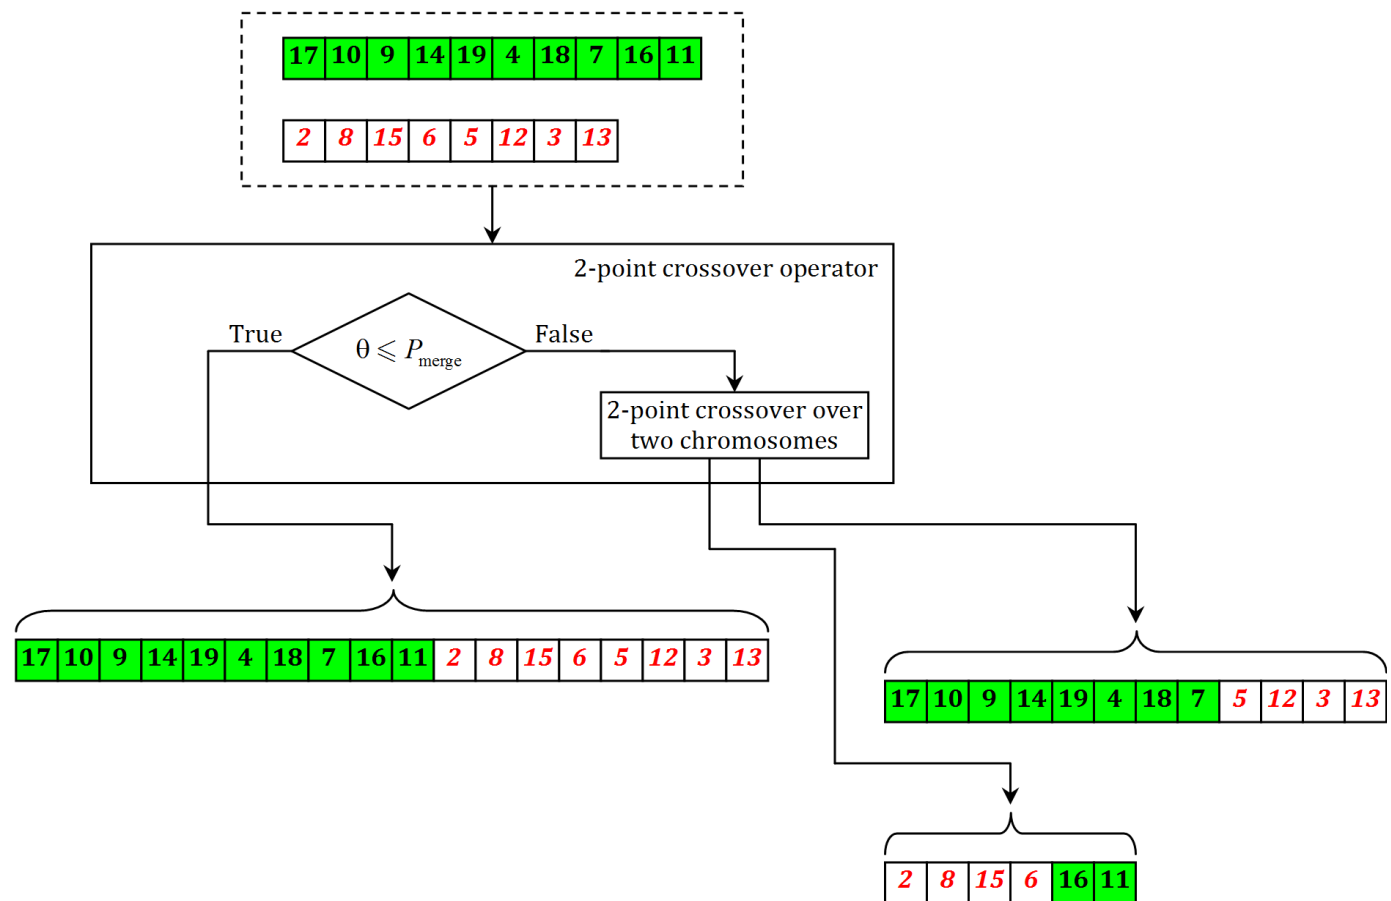 17 10 9 14 19 4 18 7 16 11
2 8 15 6 5 12 3 13
2-point crossover operator
True
θ ⩽ P merge
False
2-point crossover over
two chromosomes
17 10 9 14 19 4 18 7 16 11 2 8 15 6 5 12 3 13
17 10 9 14 19 4 18 7 5 12 3 13
2 8 15 6 16 11